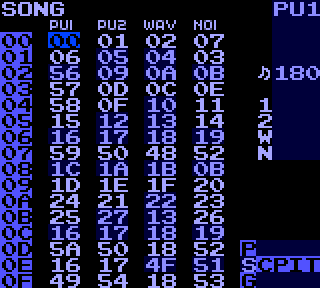 SONG PU1
PU1 PU2 WAV NOI
00 00 01 02 07
01 06 05 04 03
02 56 09 0A 0B ♪180
03 57 0D 0C 0E
04 58 0F 10 11 1
05 15 12 13 14 2
06 16 17 18 19 W
07 59 50 48 52 N
08 1C 1A 1B 0B
09 1D 1E 1F 20
0A 24 21 22 23
0B 25 27 13 26
0C 16 17 18 19
0D 5A 50 18 52 P
0E 16 17 4F 51 SCPIT
0F 49 54 18 53 G